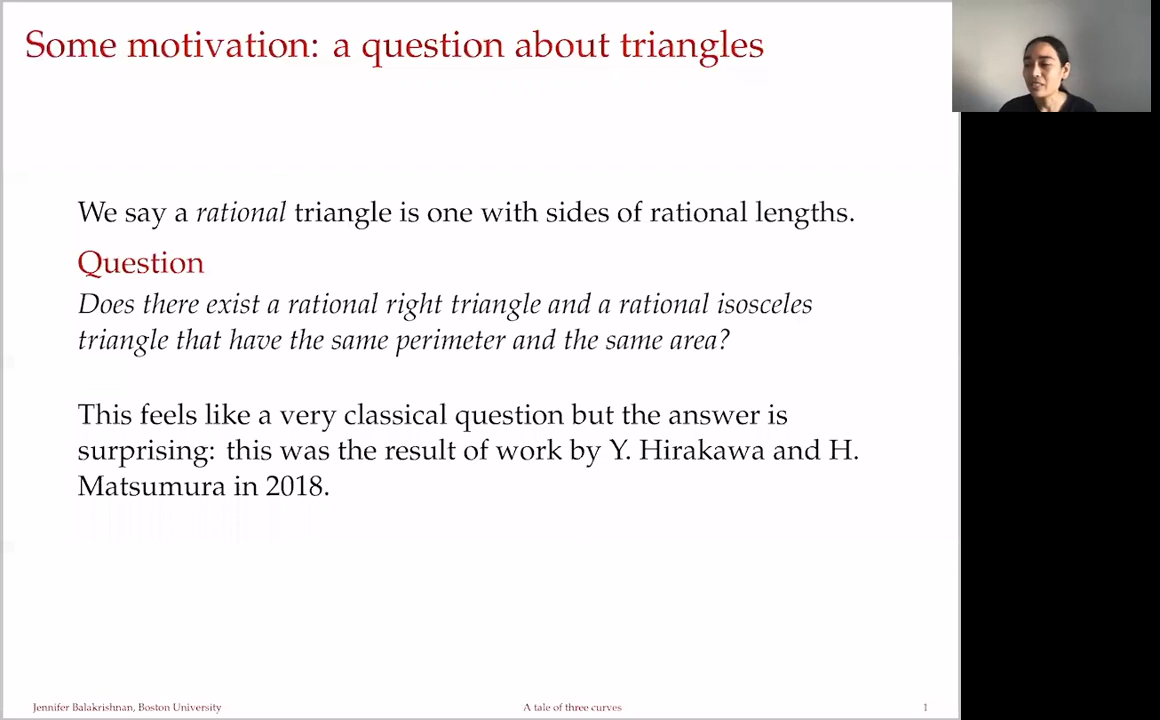 Some motivation: a question about triangles
We say a rational triangle is one with sides of rational lengths.
Question
Does there exist a rational right triangle and a rational isosceles
triangle that have the same perimeter and the same area?
This feels like a very classical question but the answer is
surprising: this was the result of work by Y. Hirakawa and H.
Matsumura in 2018.
Jennifer Balakrishnan, Boston University
A tale of three curves
1